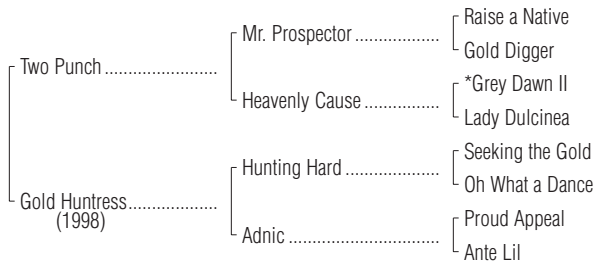 Raise a Native
Mr. Prospector ..................
Gold Digger
Two Punch ........................
*Grey Dawn II
Heavenly Cause ................
Lady Dulcinea
Seeking the Gold
Hunting Hard ....................
Oh What a Dance
Gold Huntress...................
(1998)
Proud Appeal
Adnic ................................
Ante Lil